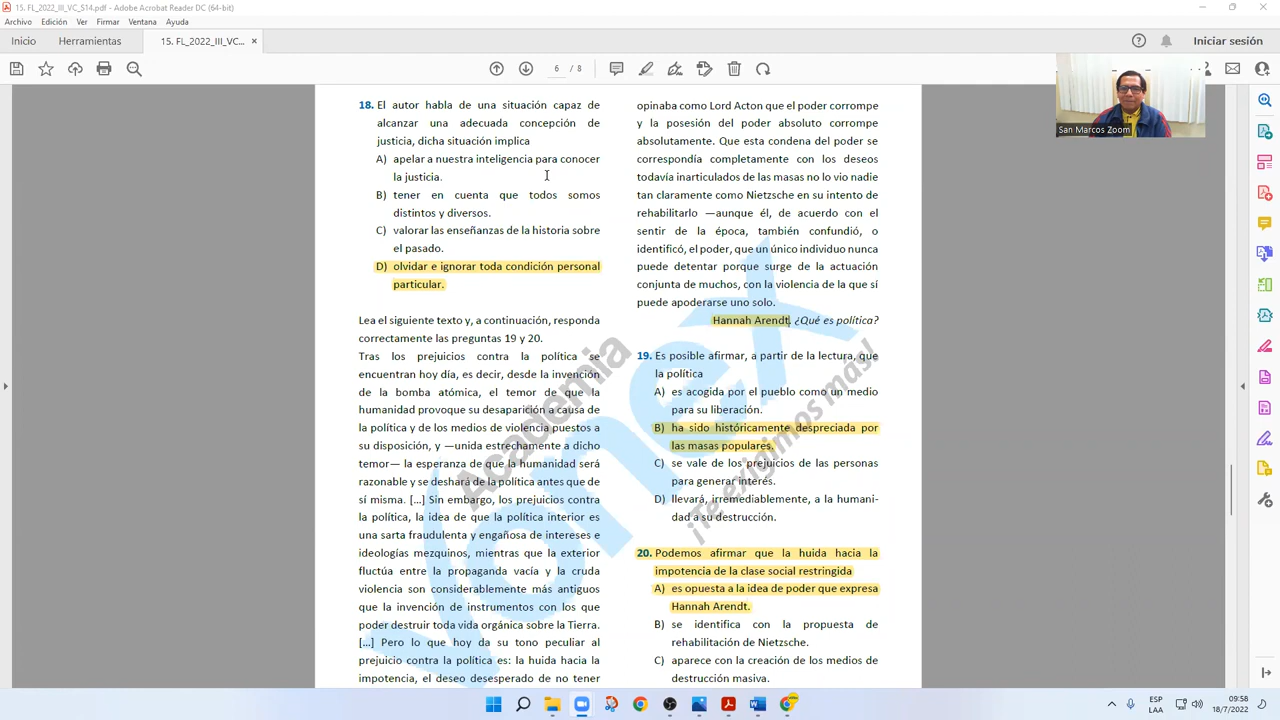 15. FL_2022_III_VC_S14.pdf - Adobe Acrobat Reader DC (64-bit)
Archivo Edición Ver Firmar Ventana Ayuda
Inicio Herramientas 15. FL_2022_III_VC... × Iniciar sesión
6 / 8
San Marcos Zoom
18. El autor habla de una situación capaz de
alcanzar una adecuada concepción de
justicia, dicha situación implica
A) apelar a nuestra inteligencia para conocer
la justicia.
B) tener en cuenta que todos somos
distintos y diversos.
C) valorar las enseñanzas de la historia sobre
el pasado.
D) olvidar e ignorar toda condición personal
particular.
Lea el siguiente texto y, a continuación, responda
correctamente las preguntas 19 y 20.
Tras los prejuicios contra la política se
encuentran hoy día, es decir, desde la invención
de la bomba atómica, el temor de que la
humanidad provoque su desaparición a causa de
la política y de los medios de violencia puestos a
su disposición, y —unida estrechamente a dicho
temor— la esperanza de que la humanidad será
razonable y se deshará de la política antes que de
sí misma. [...] Sin embargo, los prejuicios contra
la política, la idea de que la política interior es
una sarta fraudulenta y engañosa de intereses e
ideologías mezquinos, mientras que la exterior
fluctúa entre la propaganda vacía y la cruda
violencia son considerablemente más antiguos
que la invención de instrumentos con los que
poder destruir toda vida orgánica sobre la Tierra.
[...] Pero lo que hoy da su tono peculiar al
prejuicio contra la política es: la huida hacia la
impotencia, el deseo desesperado de no tener
opinaba como Lord Acton que el poder corrompe
y la posesión del poder absoluto corrompe
absolutamente. Que esta condena del poder se
correspondía completamente con los deseos
todavía inarticulados de las masas no lo vio nadie
tan claramente como Nietzsche en su intento de
rehabilitarlo —aunque él, de acuerdo con el
sentir de la época, también confundió, o
identificó, el poder, que un único individuo nunca
puede detentar porque surge de la actuación
conjunta de muchos, con la violencia de la que sí
puede apoderarse uno solo.
Hannah Arendt. ¿Qué es política?
19. Es posible afirmar, a partir de la lectura, que
la política
A) es acogida por el pueblo como un medio
para su liberación.
B) ha sido históricamente despreciada por
las masas populares.
C) se vale de los prejuicios de las personas
para generar interés.
D) llevará, irremediablemente, a la humani-
dad a su destrucción.
20. Podemos afirmar que la huida hacia la
impotencia de la clase social restringida
A) es opuesta a la idea de poder que expresa
Hannah Arendt.
B) se identifica con la propuesta de
rehabilitación de Nietzsche.
C) aparece con la creación de los medios de
destrucción masiva.
Academia
Vonex
¡Te exigimos más!
ESP
LAA
09:58
18/7/2022